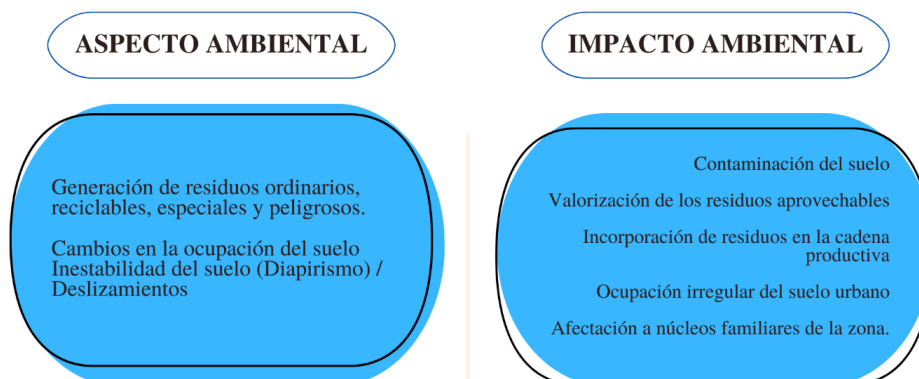 ASPECTO AMBIENTAL
Generación de residuos ordinarios,
reciclables, especiales y peligrosos.
Cambios en la ocupación del suelo
Inestabilidad del suelo (Diapirismo) /
Deslizamientos
IMPACTO AMBIENTAL
Contaminación del suelo
Valorización de los residuos aprovechables
Incorporación de residuos en la cadena
productiva
Ocupación irregular del suelo urbano
Afectación a núcleos familiares de la zona.